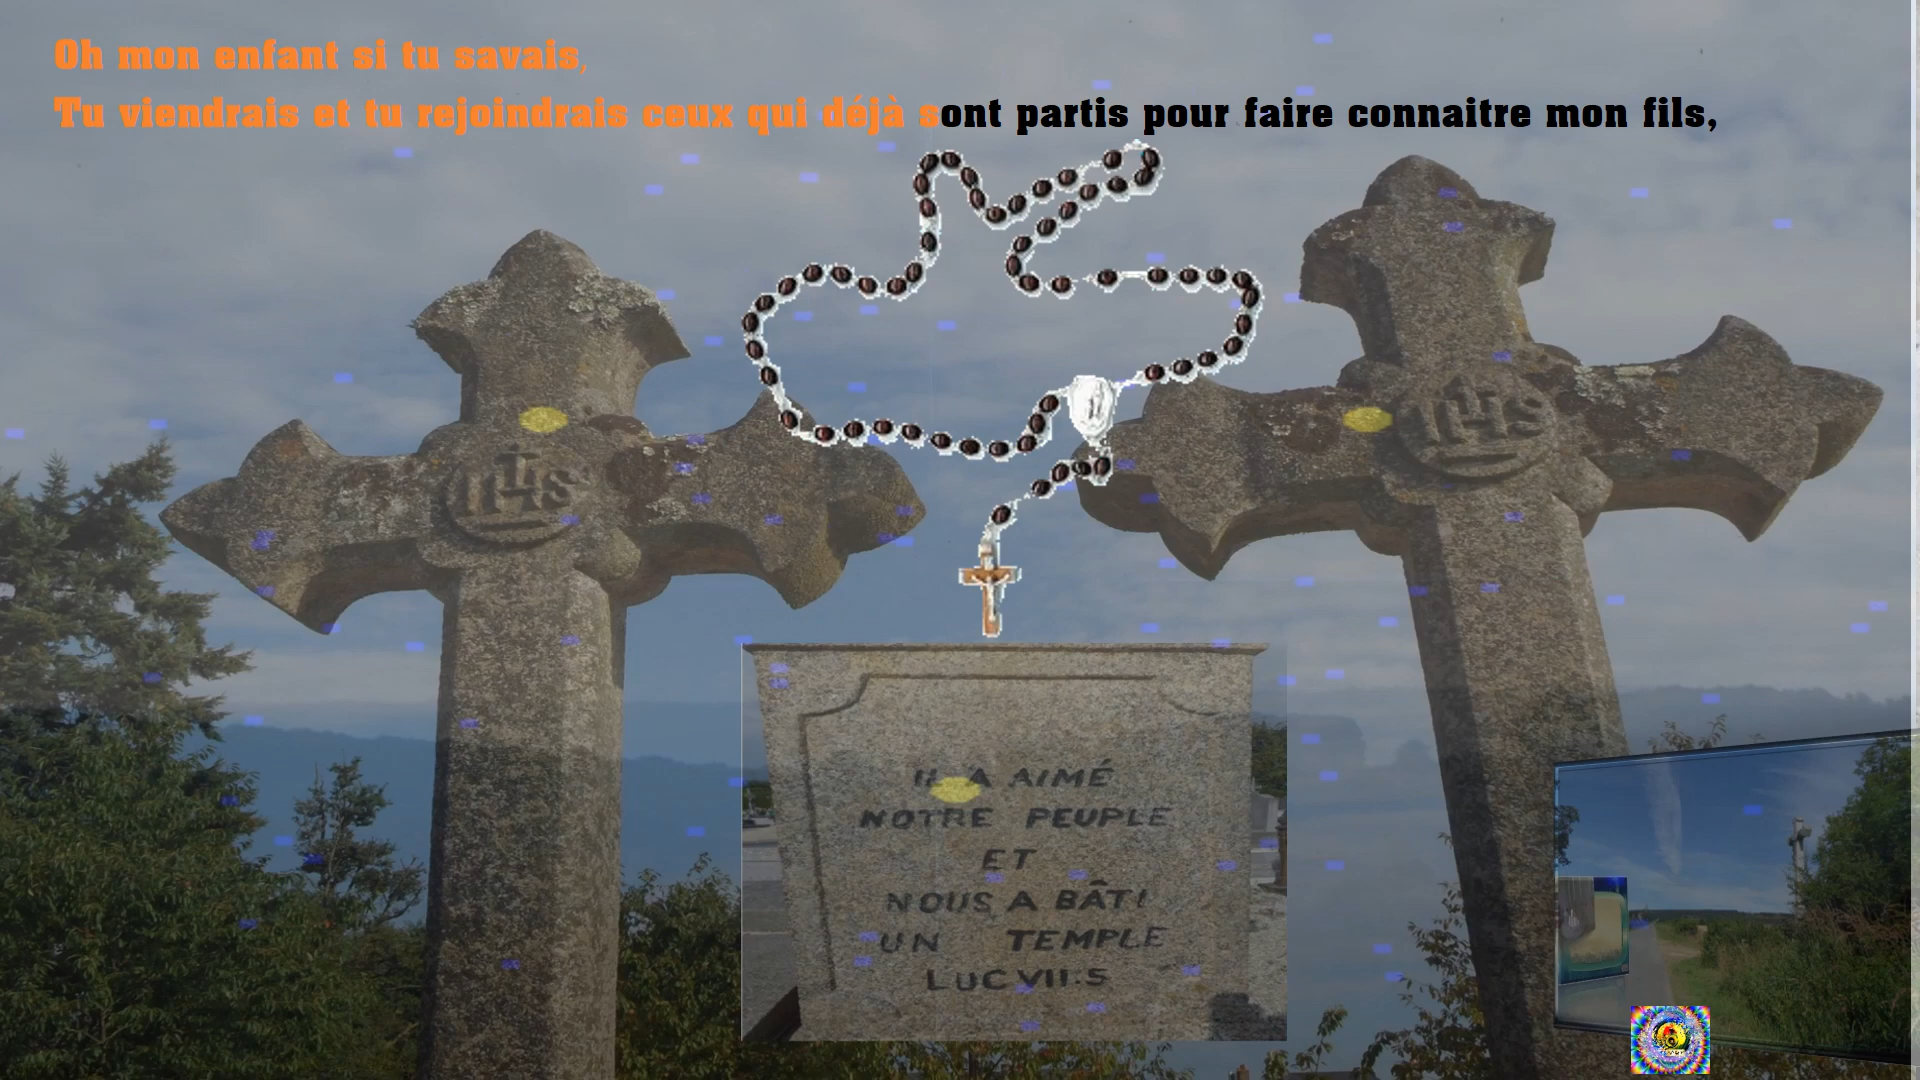 Oh mon enfant si tu savais,
Tu viendrais et tu rejoindrais ceux qui déjà sont partis pour faire connaitre mon fils,
IHS
IHS
IL A AIMÉ
NOTRE PEUPLE
ET
NOUS A BÂTI
UN TEMPLE
LUC VII:5